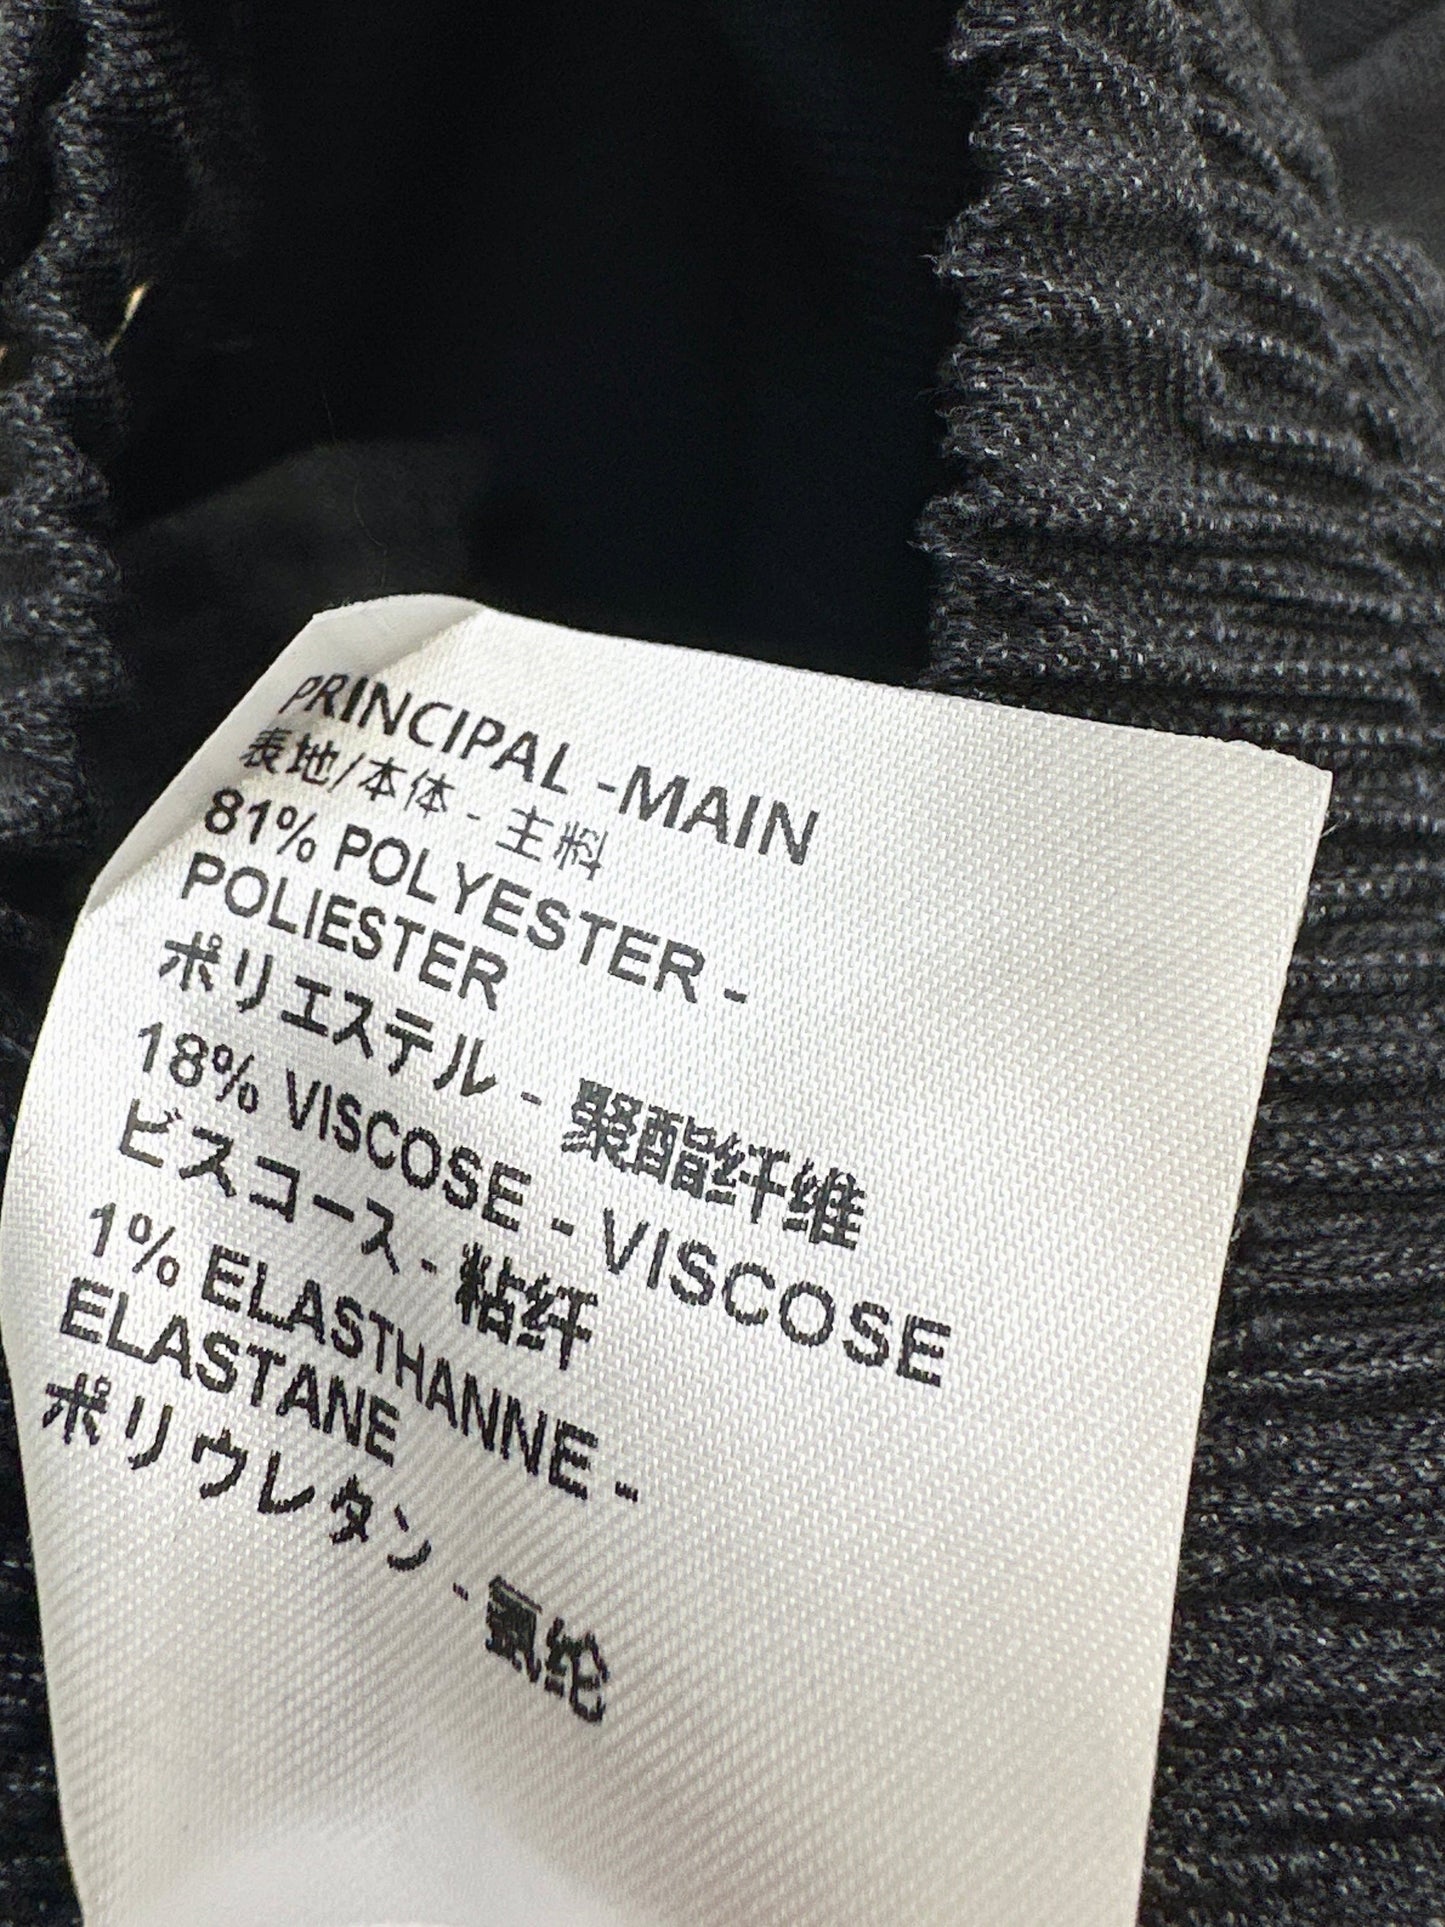 PRINCIPAL -MAIN
表地/本体 - 主料
81% POLYESTER -
POLIESTER
ポリエステル - 聚酯纤维
18% VISCOSE - VISCOSE
ビスコース - 粘纤
1% ELASTHANNE -
ELASTANE
ポリウレタン - 氨纶